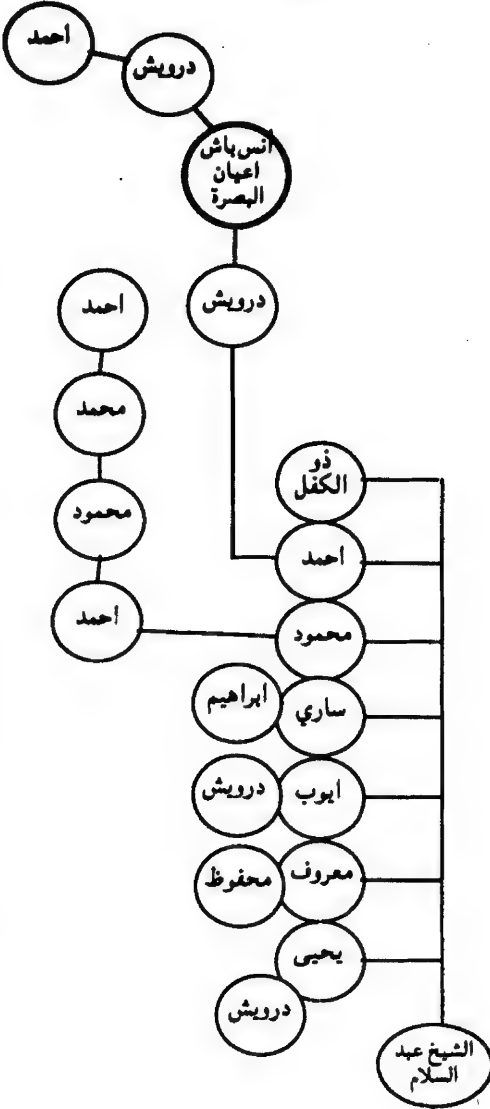 احمد
درويش
انس باش
اعيان
البصرة
درويش
احمد
محمد
محمود
احمد
ذو
الكفل
احمد
محمود
ساري
ابراهيم
ايوب
درويش
معروف
محفوظ
يحيى
درويش
الشيخ عبد
السلام